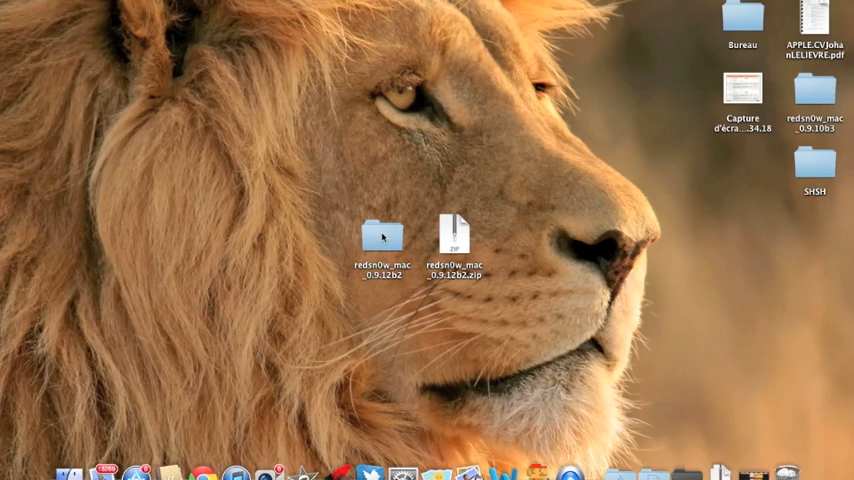 Bureau
APPLE.CVJoha
nLELIEVRE.pdf
Capture
d'écra....34.18
redsn0w_mac
_0.9.10b3
SHSH
ZIP
redsn0w_mac
_0.9.12b2
redsn0w_mac
_0.9.12b2.zip